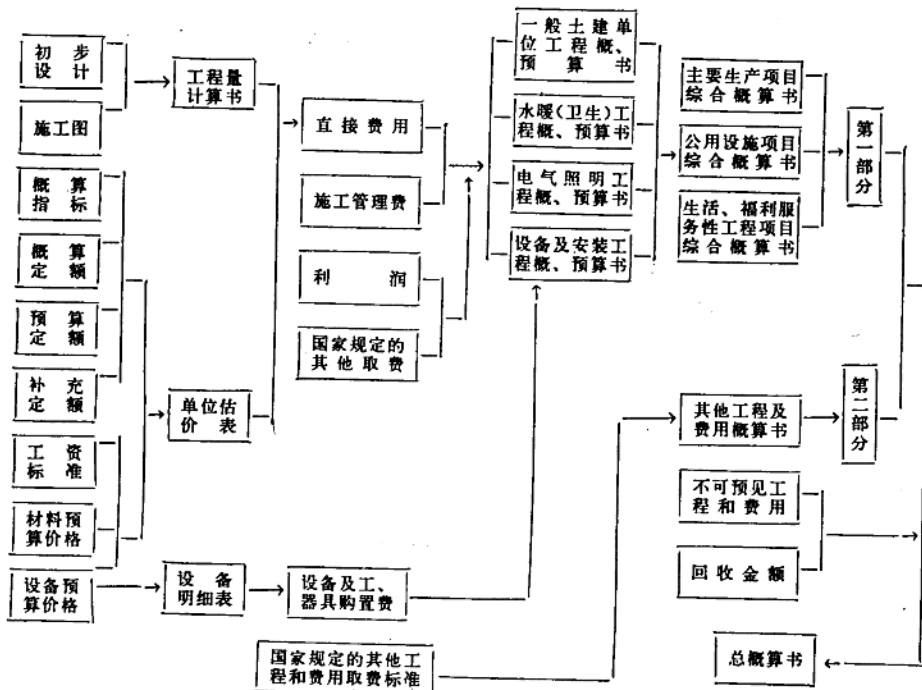 初步
设计
施工图
概算
指标
概算
定额
预算
定额
补充
定额
工资
标准
材料预
算价格
设备预
算价格
工程量
计算书
单位估
价表
设备
明细表
直接费用
施工管理费
利润
国家规定的
其他取费
设备及工、
器具购置费
国家规定的其他工
程和费用取费标准
一般土建单
位工程概、
预算书
水暖(卫生)工
程概、预算书
电气照明工
程概、预算书
设备及安装工
程概、预算书
主要生产项目
综合概算书
公用设施项目
综合概算书
生活、福利服
务性工程项目
综合概算书
其他工程及
费用概算书
不可预见工
程和费用
回收金额
总概算书
第一部分
第二部分